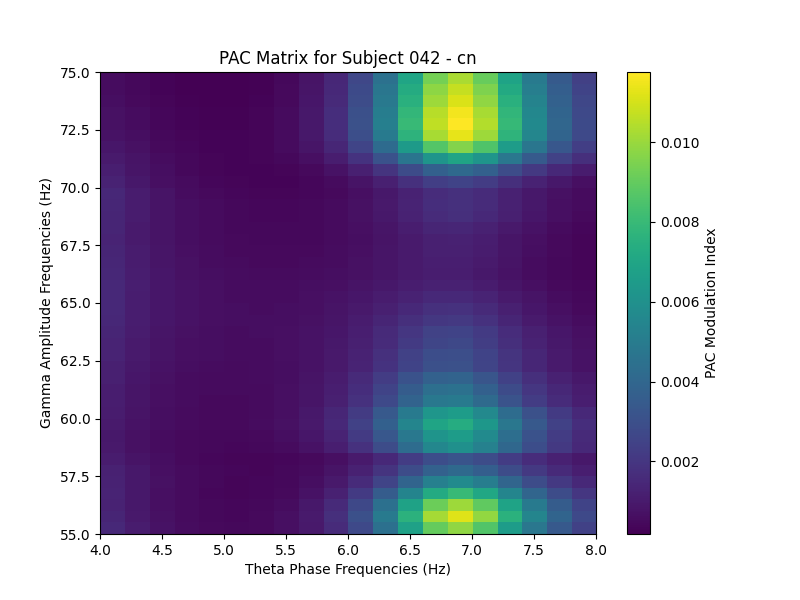 PAC Matrix for Subject 042 - cn
75.0
72.5
70.0
67.5
65.0
62.5
60.0
57.5
55.0
Gamma Amplitude Frequencies (Hz)
4.0 4.5 5.0 5.5 6.0 6.5 7.0 7.5 8.0
Theta Phase Frequencies (Hz)
0.010
0.008
0.006
0.004
0.002
PAC Modulation Index